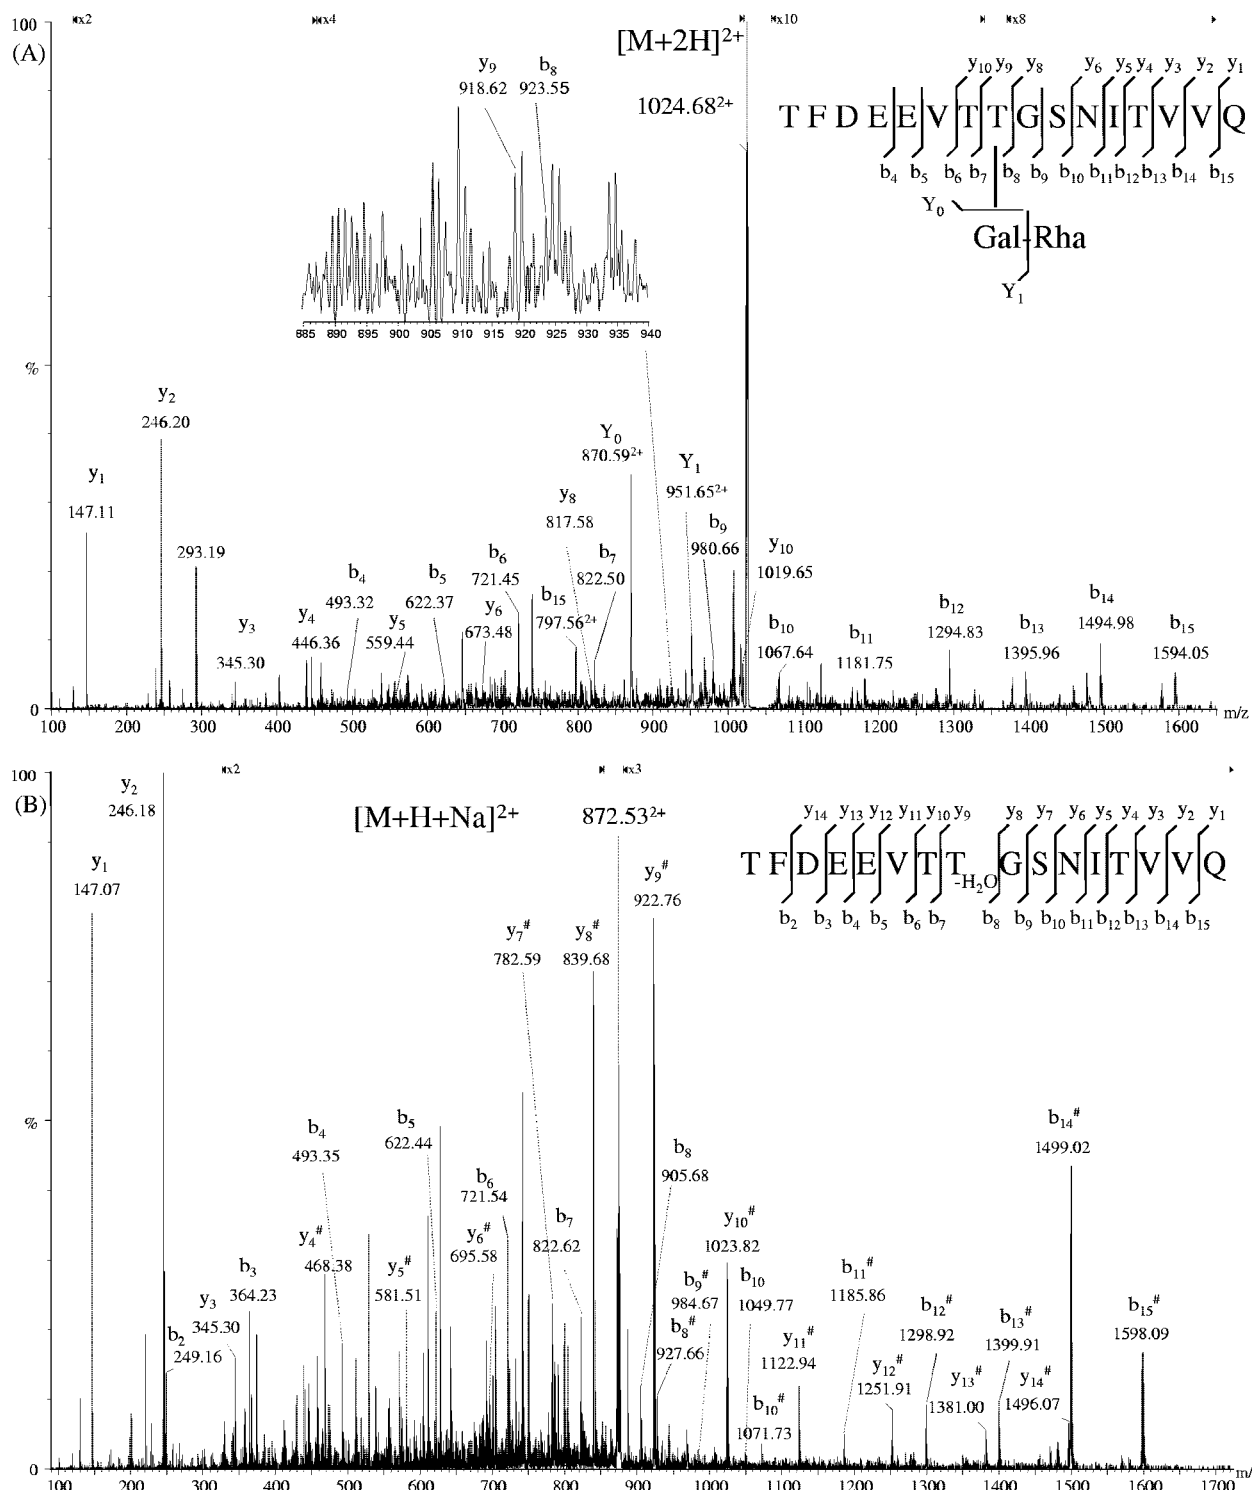 100
x2
x4
x10
x8
(A)
[M+2H]2+
1024.682+
y9
918.62
b8
923.55
y10 y9 y8 y6 y5 y4 y3 y2 y1
T F D E E V T T G S N I T V V Q
b4 b5 b6 b7 b8 b9 b10 b11 b12 b13 b14 b15
Y0
Gal-Rha
Y1
685 890 895 900 905 910 915 920 925 930 935 940
%
y2
246.20
y1
147.11
293.19
y3
345.30
y4
446.36
b4
493.32
y5
559.44
b5
622.37
y6
673.48
b6
721.45
b15
797.562+
y8
817.58
b7
822.50
Y0
870.592+
Y1
951.652+
b9
980.66
y10
1019.65
b10
1067.64
b11
1181.75
b12
1294.83
b13
1395.96
b14
1494.98
b15
1594.05
0
100 200 300 400 500 600 700 800 900 1000 1100 1200 1300 1400 1500 1600 m/z
100
x2
x3
(B)
[M+H+Na]2+
872.532+
y14 y13 y12 y11 y10 y9 y8 y7 y6 y5 y4 y3 y2 y1
T F D E E V T T-H2O G S N I T V V Q
b2 b3 b4 b5 b6 b7 b8 b9 b10 b11 b12 b13 b14 b15
%
y2
246.18
y1
147.07
b2
249.16
y3
345.30
b3
364.23
y4#
468.38
b4
493.35
y5#
581.51
b5
622.44
y6#
695.58
b6
721.54
y7#
782.59
b7
822.62
y8#
839.68
y9#
922.76
b8
905.68
b8#
927.66
b9#
984.67
y10#
1023.82
b10
1049.77
b10#
1071.73
y11#
1122.94
b11#
1185.86
y12#
1251.91
b12#
1298.92
y13#
1381.00
b13#
1399.91
y14#
1496.07
b14#
1499.02
b15#
1598.09
0
100 200 300 400 500 600 700 800 900 1000 1100 1200 1300 1400 1500 1600 1700 m/